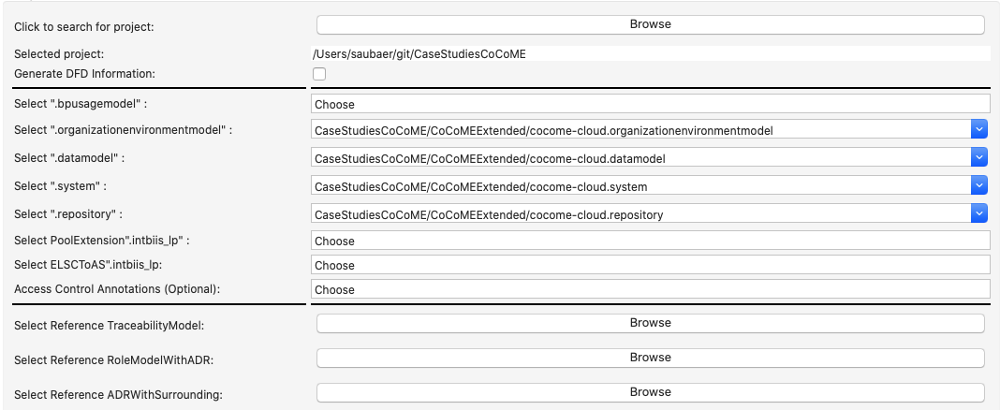 Click to search for project: Browse
Selected project: /Users/saubaer/git/CaseStudiesCoCoME
Generate DFD Information:
Select ".bpusagemodel" : Choose
Select ".organizationenvironmentmodel" : CaseStudiesCoCoME/CoCoMEExtended/cocome-cloud.organizationenvironmentmodel
Select ".datamodel" : CaseStudiesCoCoME/CoCoMEExtended/cocome-cloud.datamodel
Select ".system" : CaseStudiesCoCoME/CoCoMEExtended/cocome-cloud.system
Select ".repository" : CaseStudiesCoCoME/CoCoMEExtended/cocome-cloud.repository
Select PoolExtension".intbiis_lp" : Choose
Select ELSCToAS".intbiis_lp: Choose
Access Control Annotations (Optional): Choose
Select Reference TraceabilityModel: Browse
Select Reference RoleModelWithADR: Browse
Select Reference ADRWithSurrounding: Browse